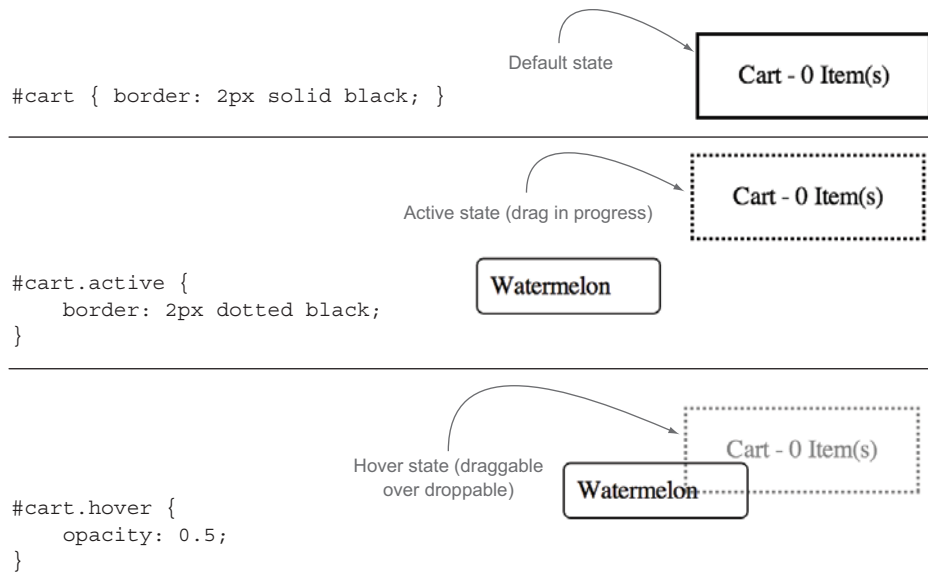 Default state
Cart - 0 Item(s)
#cart { border: 2px solid black; }
Cart - 0 Item(s)
Active state (drag in progress)
Watermelon
#cart.active {
    border: 2px dotted black;
}
Cart - 0 Item(s)
Hover state (draggable
over droppable)
Watermelon
#cart.hover {
    opacity: 0.5;
}